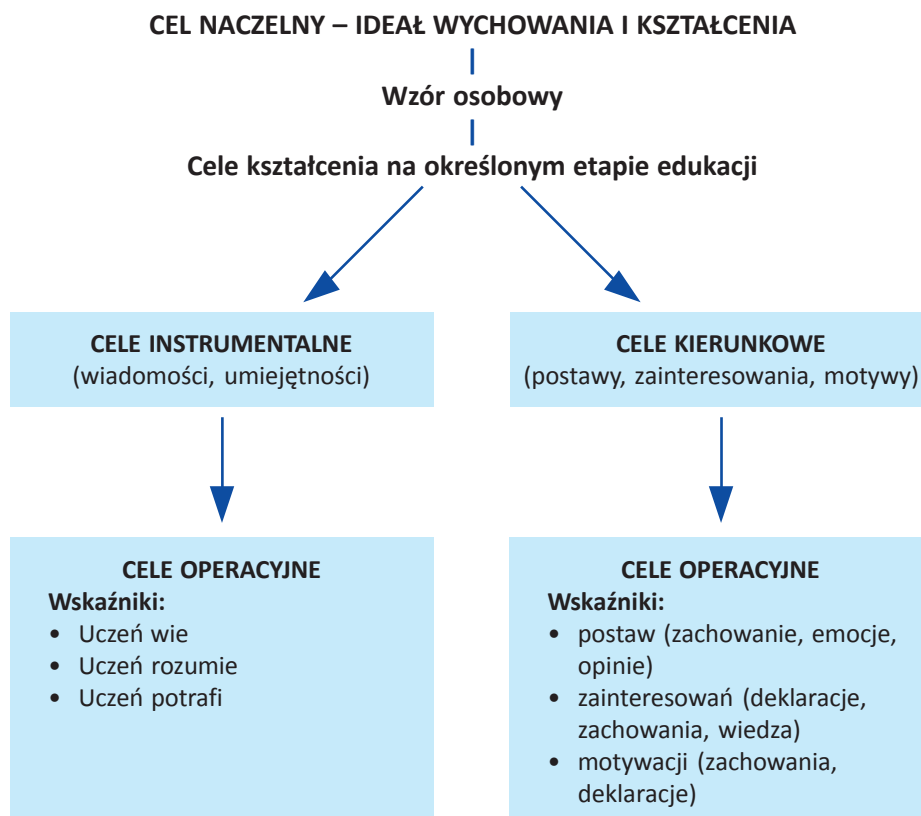 CEL NACZELNY – IDEAŁ WYCHOWANIA I KSZTAŁCENIA
Wzór osobowy
Cele kształcenia na określonym etapie edukacji
CELE INSTRUMENTALNE
(wiadomości, umiejętności)
CELE KIERUNKOWE
(postawy, zainteresowania, motywy)
CELE OPERACYJNE
Wskaźniki:
• Uczeń wie
• Uczeń rozumie
• Uczeń potrafi
CELE OPERACYJNE
Wskaźniki:
• postaw (zachowanie, emocje,
opinie)
• zainteresowań (deklaracje,
zachowania, wiedza)
• motywacji (zachowania,
deklaracje)